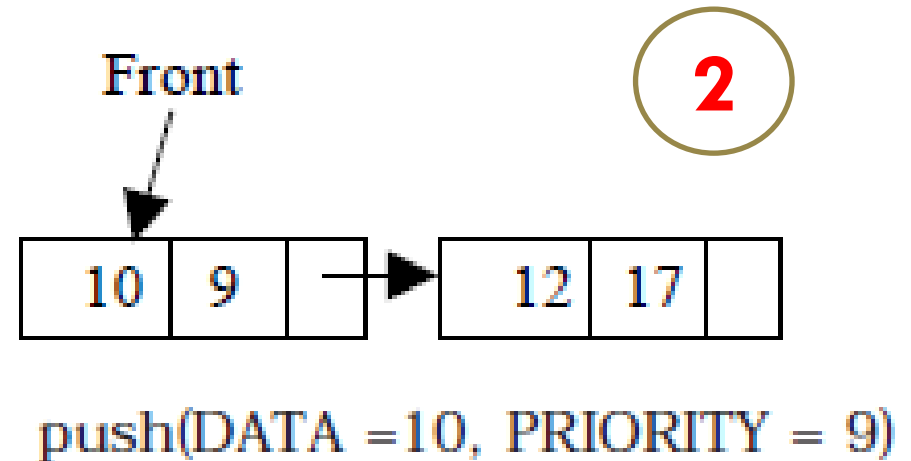 Front
2
10 9 12 17
push(DATA =10, PRIORITY = 9)